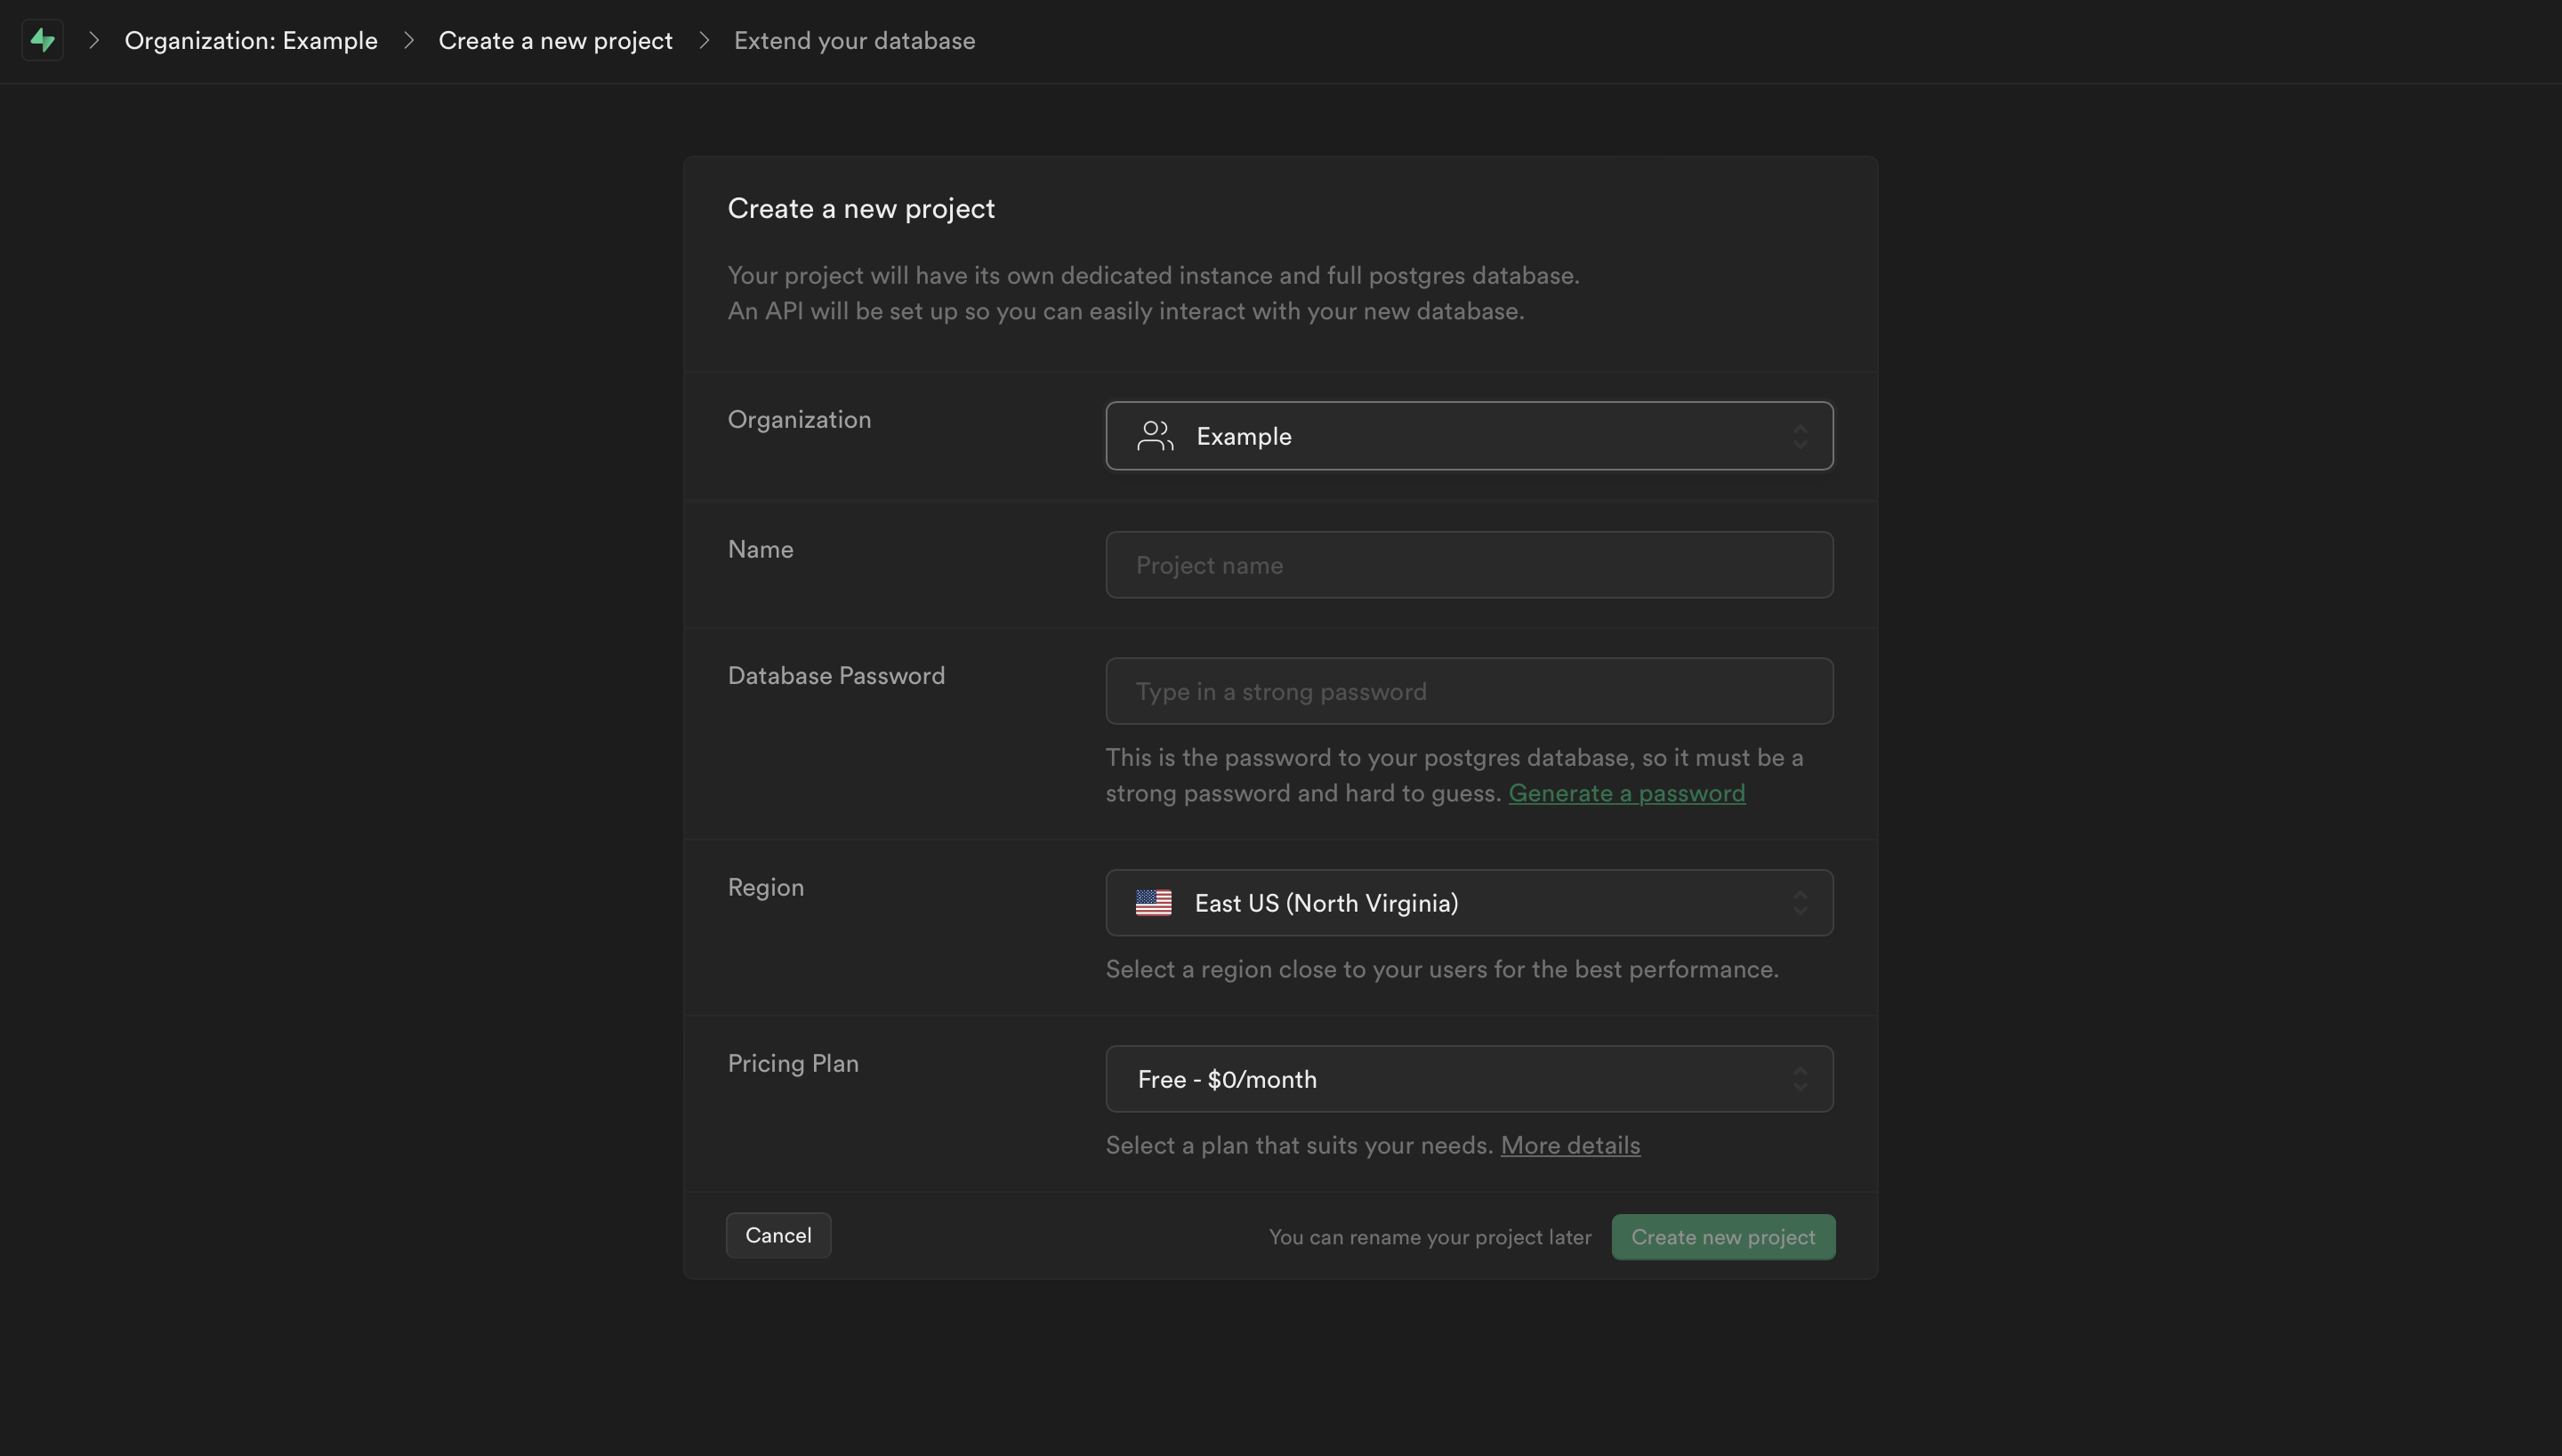 Organization: Example > Create a new project > Extend your database
Create a new project
Your project will have its own dedicated instance and full postgres database.
An API will be set up so you can easily interact with your new database.
Organization
Example
Name
Project name
Database Password
Type in a strong password
This is the password to your postgres database, so it must be a
strong password and hard to guess. Generate a password
Region
East US (North Virginia)
Select a region close to your users for the best performance.
Pricing Plan
Free - $0/month
Select a plan that suits your needs. More details
Cancel
You can rename your project later
Create new project